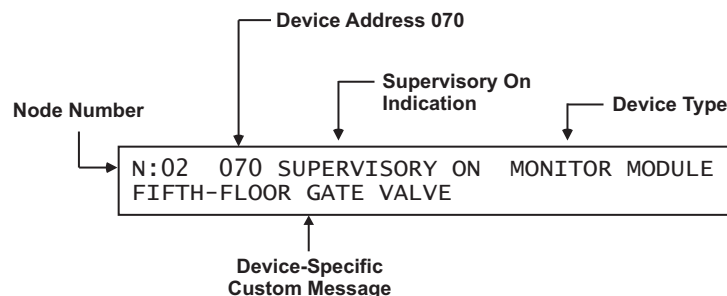 Device Address 070
Supervisory On
Indication
Node Number
Device Type
N:02 070 SUPERVISORY ON MONITOR MODULE
FIFTH-FLOOR GATE VALVE
Device-Specific
Custom Message